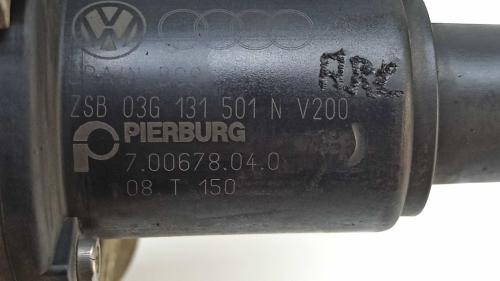 ZSB 03G 131 501 N V200
PIERBURG
7.00678.04.0
08 T 150